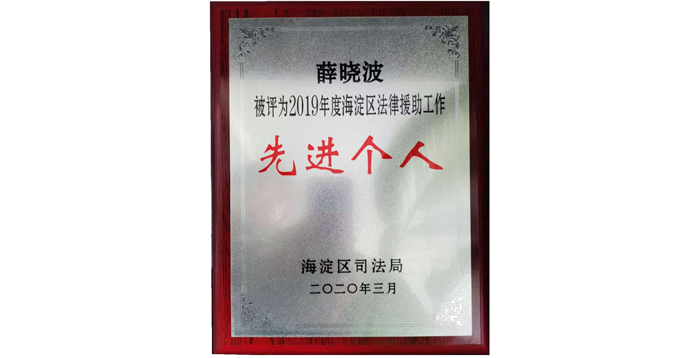 薛晓波
被评为2019年度海淀区法律援助工作
先进个人
海淀区司法局
二〇二〇年三月